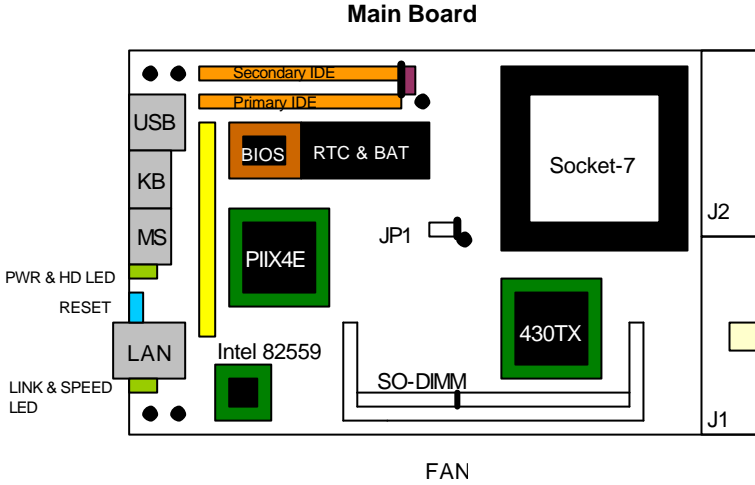 Main Board
Secondary IDE
Primary IDE
USB
BIOS
RTC & BAT
Socket-7
KB
J2
MS
JP1
PIIX4E
PWR & HD LED
RESET
430TX
LAN
Intel 82559
SO-DIMM
LINK & SPEED
LED
J1
FAN